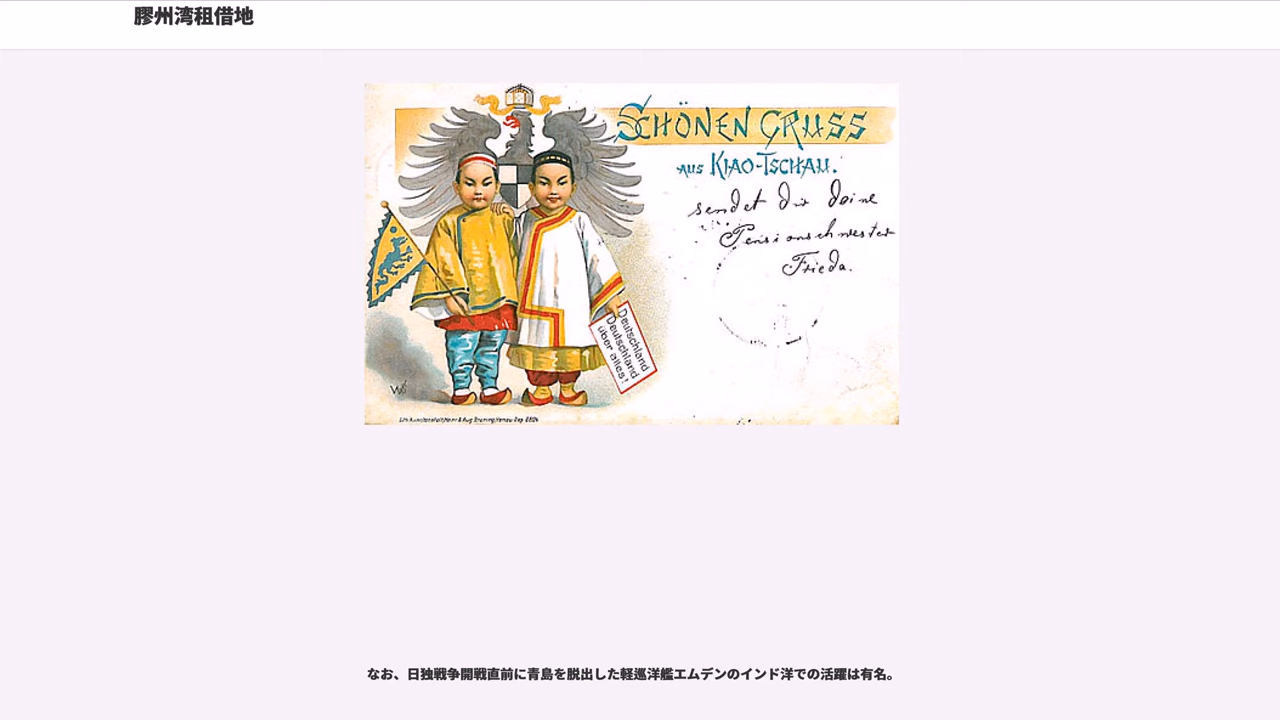 膠州湾租借地
SCHÖNEN GRUSS
AUS KIAO-TSCHAU.
sendet dir deine
Pensionsschwester
Frieda.
Deutschland
Deutschland
über alles!
なお、日独戦争開戦直前に青島を脱出した軽巡洋艦エムデンのインド洋での活躍は有名。